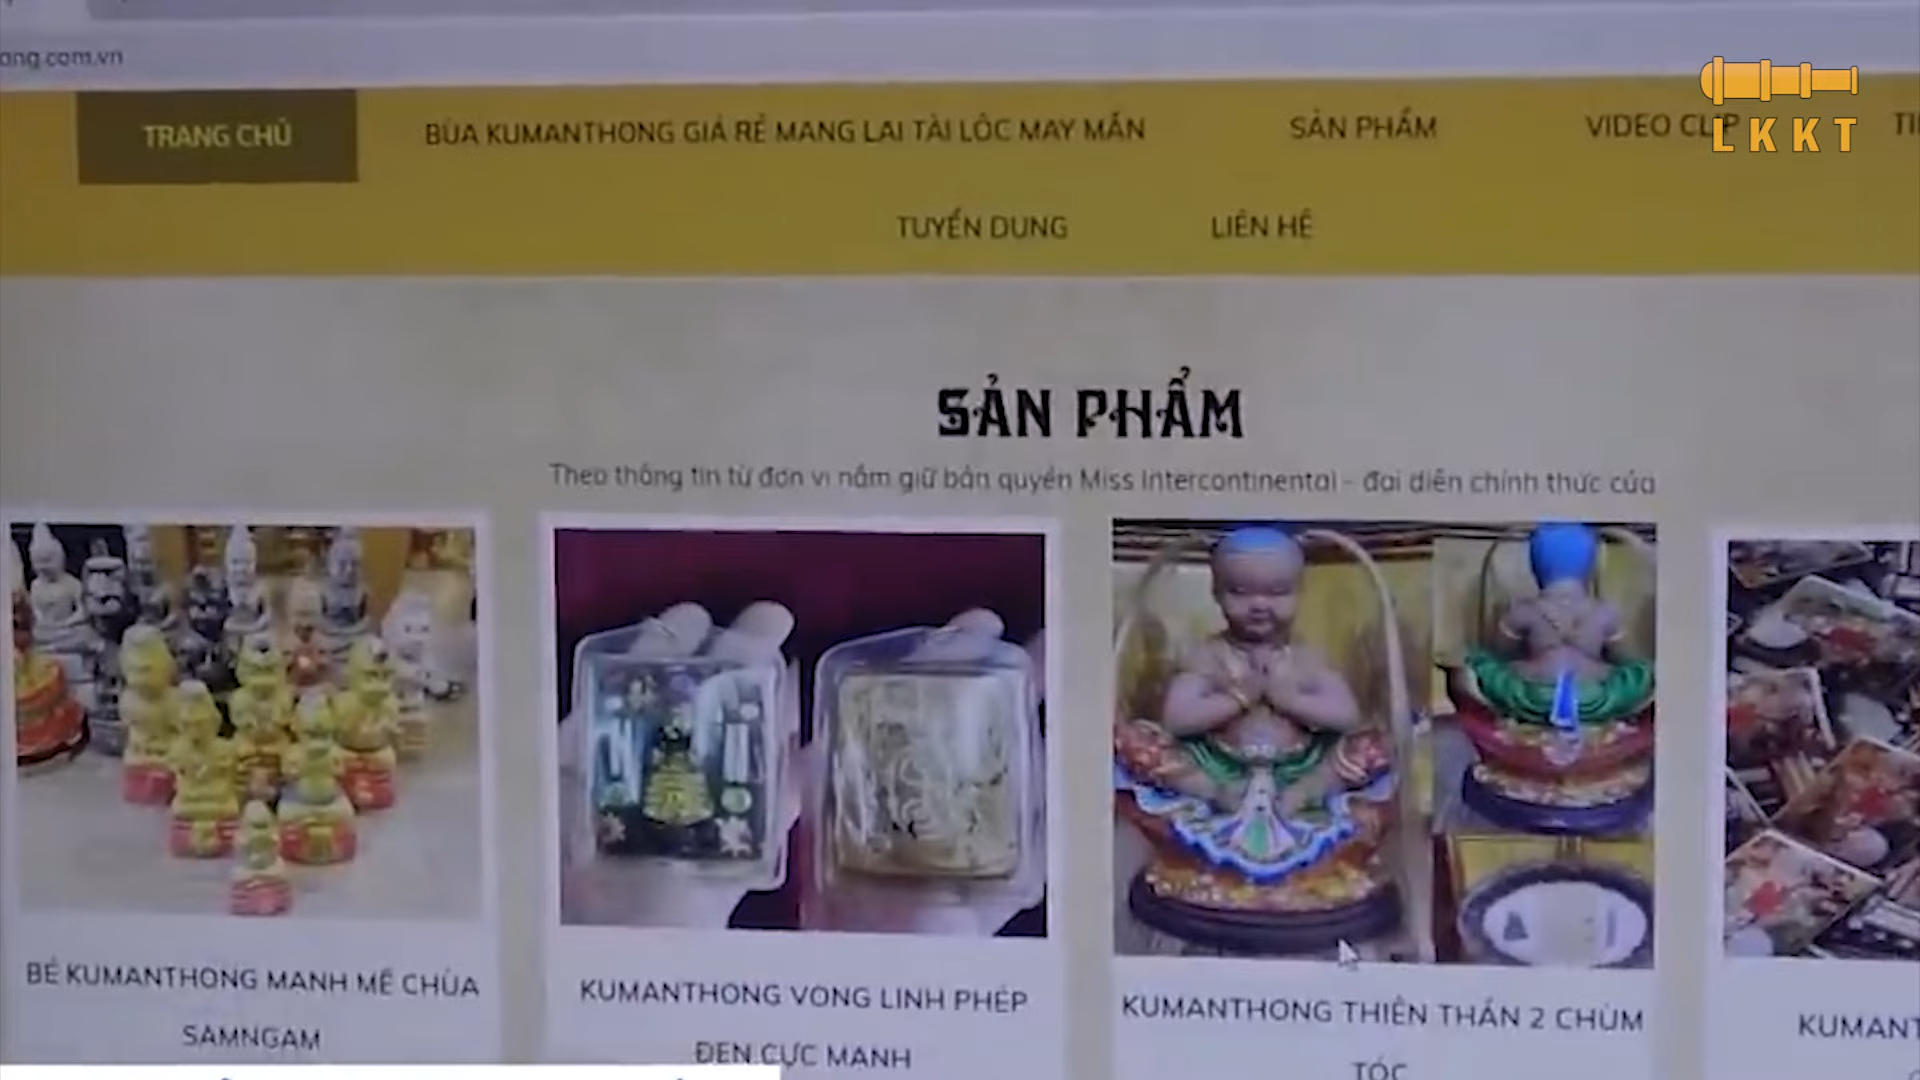 ang.com.vn
TRANG CHỦ
BÙA KUMANTHONG GIÁ RẺ MANG LẠI TÀI LỘC MAY MẮN
SẢN PHẨM
VIDEO CLIP
LKKT
TUYỂN DỤNG
LIÊN HỆ
SẢN PHẨM
Theo thông tin từ đơn vị nắm giữ bản quyền Miss Intercontinental - đại diện chính thức của
BÉ KUMANTHONG MẠNH MẼ CHÙA
SAMNGAM
KUMANTHONG VONG LINH PHÉP
ĐEN CỰC MẠNH
KUMANTHONG THIÊN THẦN 2 CHÙM
TÓC
KUMANT